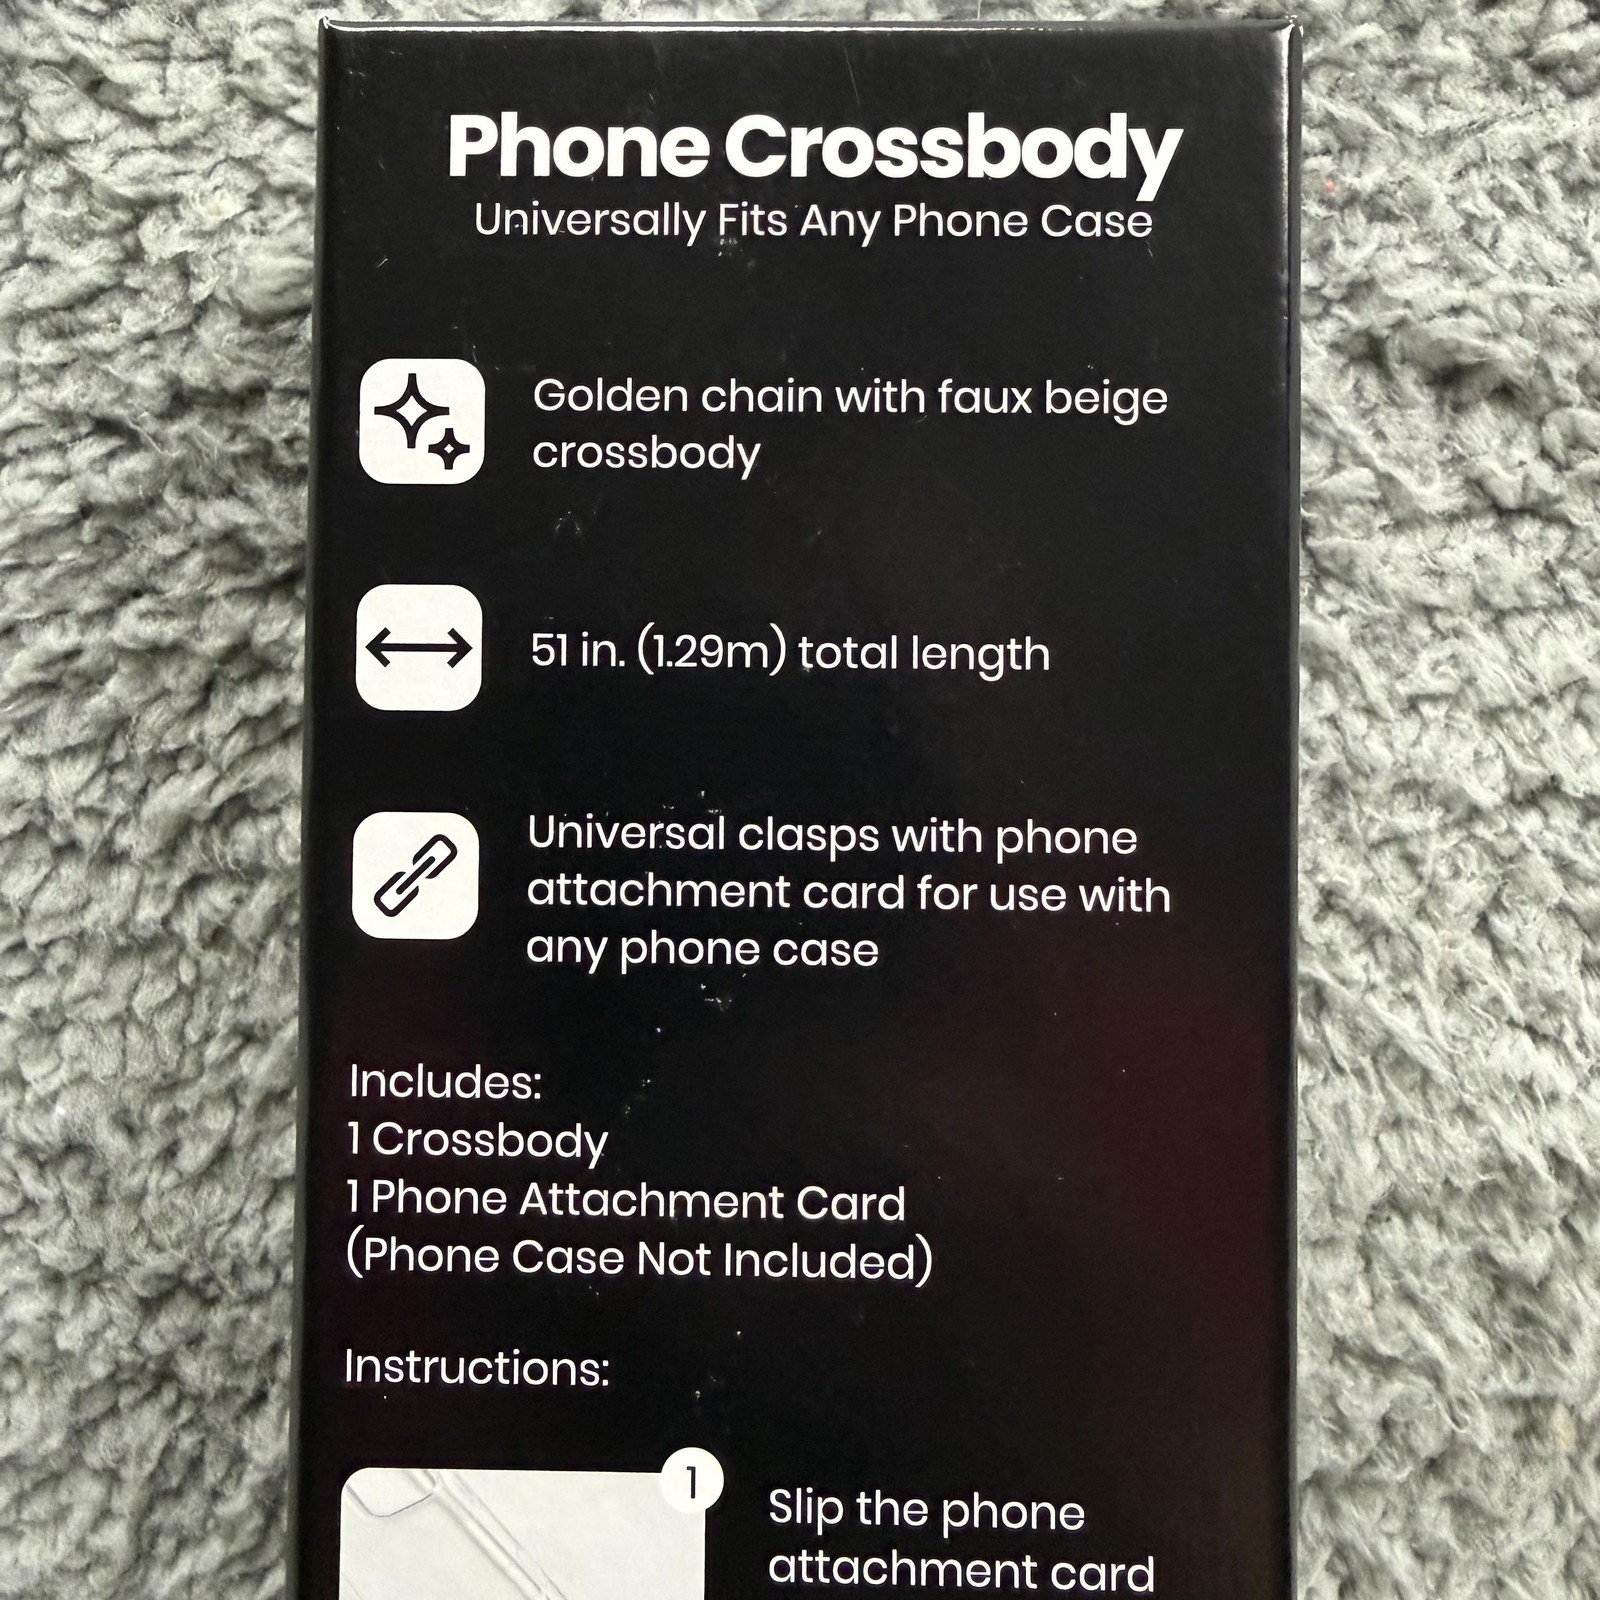 Phone Crossbody
Universally Fits Any Phone Case
Golden chain with faux beige
crossbody
51 in. (1.29m) total length
Universal clasps with phone
attachment card for use with
any phone case
Includes:
1 Crossbody
1 Phone Attachment Card
(Phone Case Not Included)
Instructions:
1
Slip the phone
attachment card